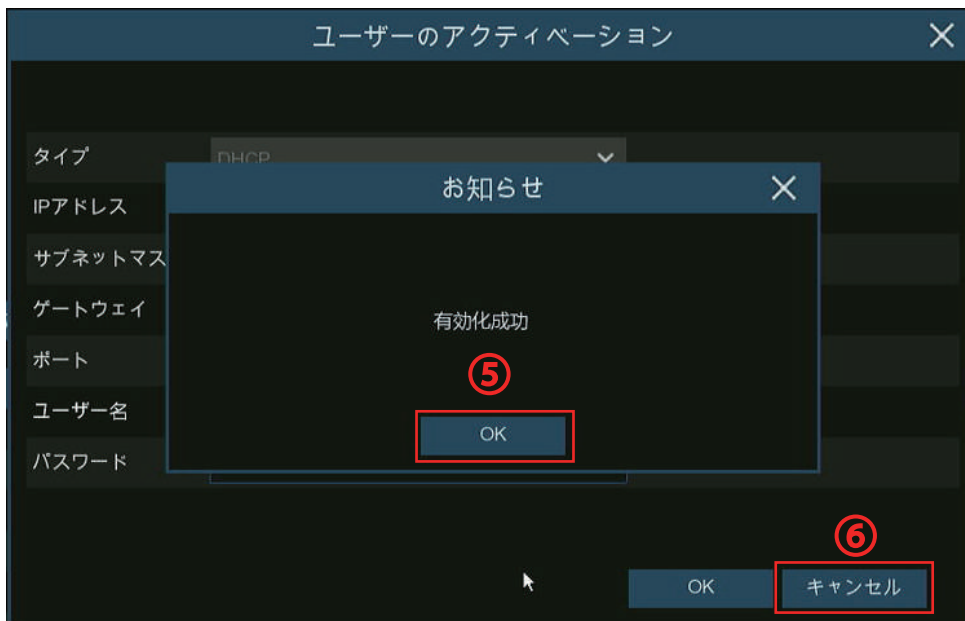 ユーザーのアクティベーション
タイプ
DHCP
お知らせ
IPアドレス
サブネットマス
ゲートウェイ
有効化成功
ポート
⑤
ユーザー名
OK
パスワード
⑥
OK
キャンセル